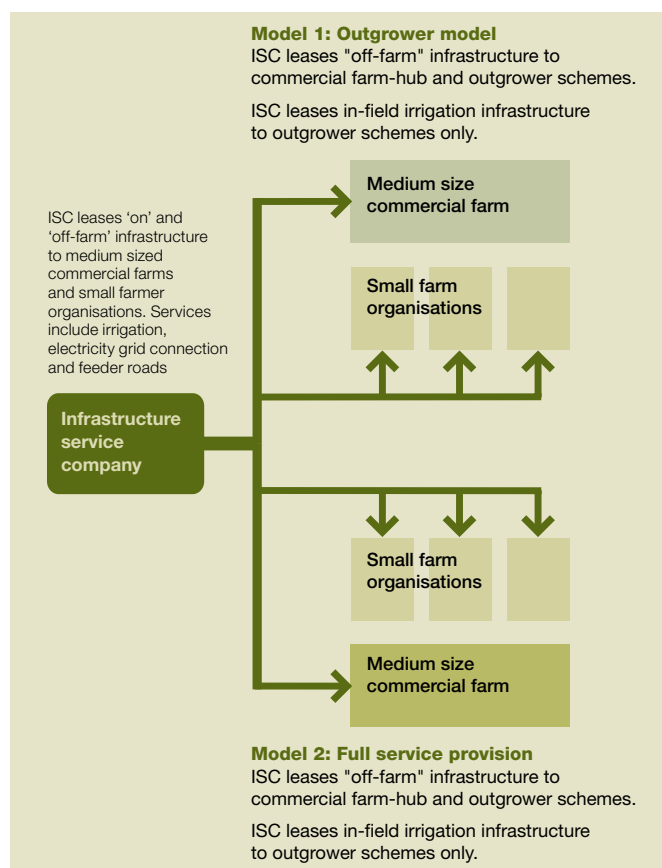 Model 1: Outgrower model
ISC leases "off-farm" infrastructure to
commercial farm-hub and outgrower schemes.
ISC leases in-field irrigation infrastructure
to outgrower schemes only.
Medium size
commercial farm
ISC leases ‘on’ and
‘off-farm’ infrastructure
to medium sized
commercial farms
and small farmer
organisations. Services
include irrigation,
electricity grid connection
and feeder roads
Small farm
organisations
Infrastructure
service
company
Small farm
organisations
Medium size
commercial farm
Model 2: Full service provision
ISC leases "off-farm" infrastructure to
commercial farm-hub and outgrower schemes.
ISC leases in-field irrigation infrastructure
to outgrower schemes only.